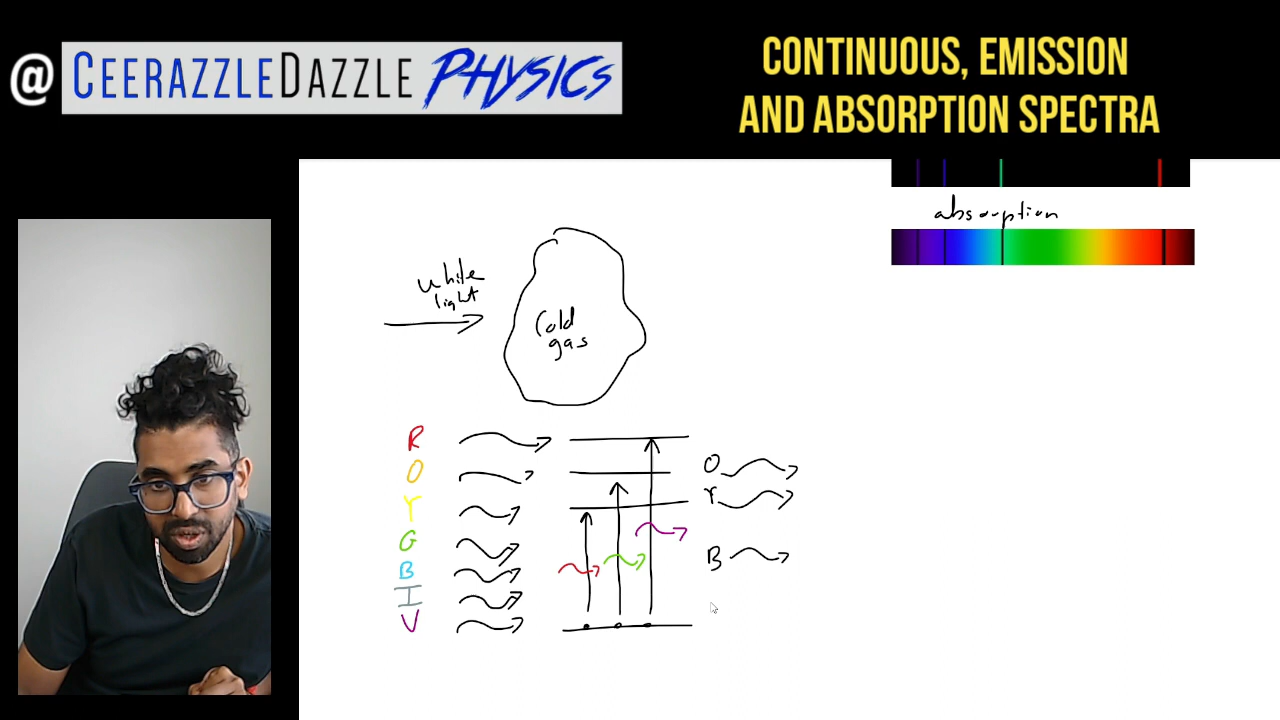 @ CEERAZZLEDAZZLE PHYSICS
CONTINUOUS, EMISSION
AND ABSORPTION SPECTRA
absorption
white
light
Cold
gas
R
O
Y
G
B
I
V
O
Y
B